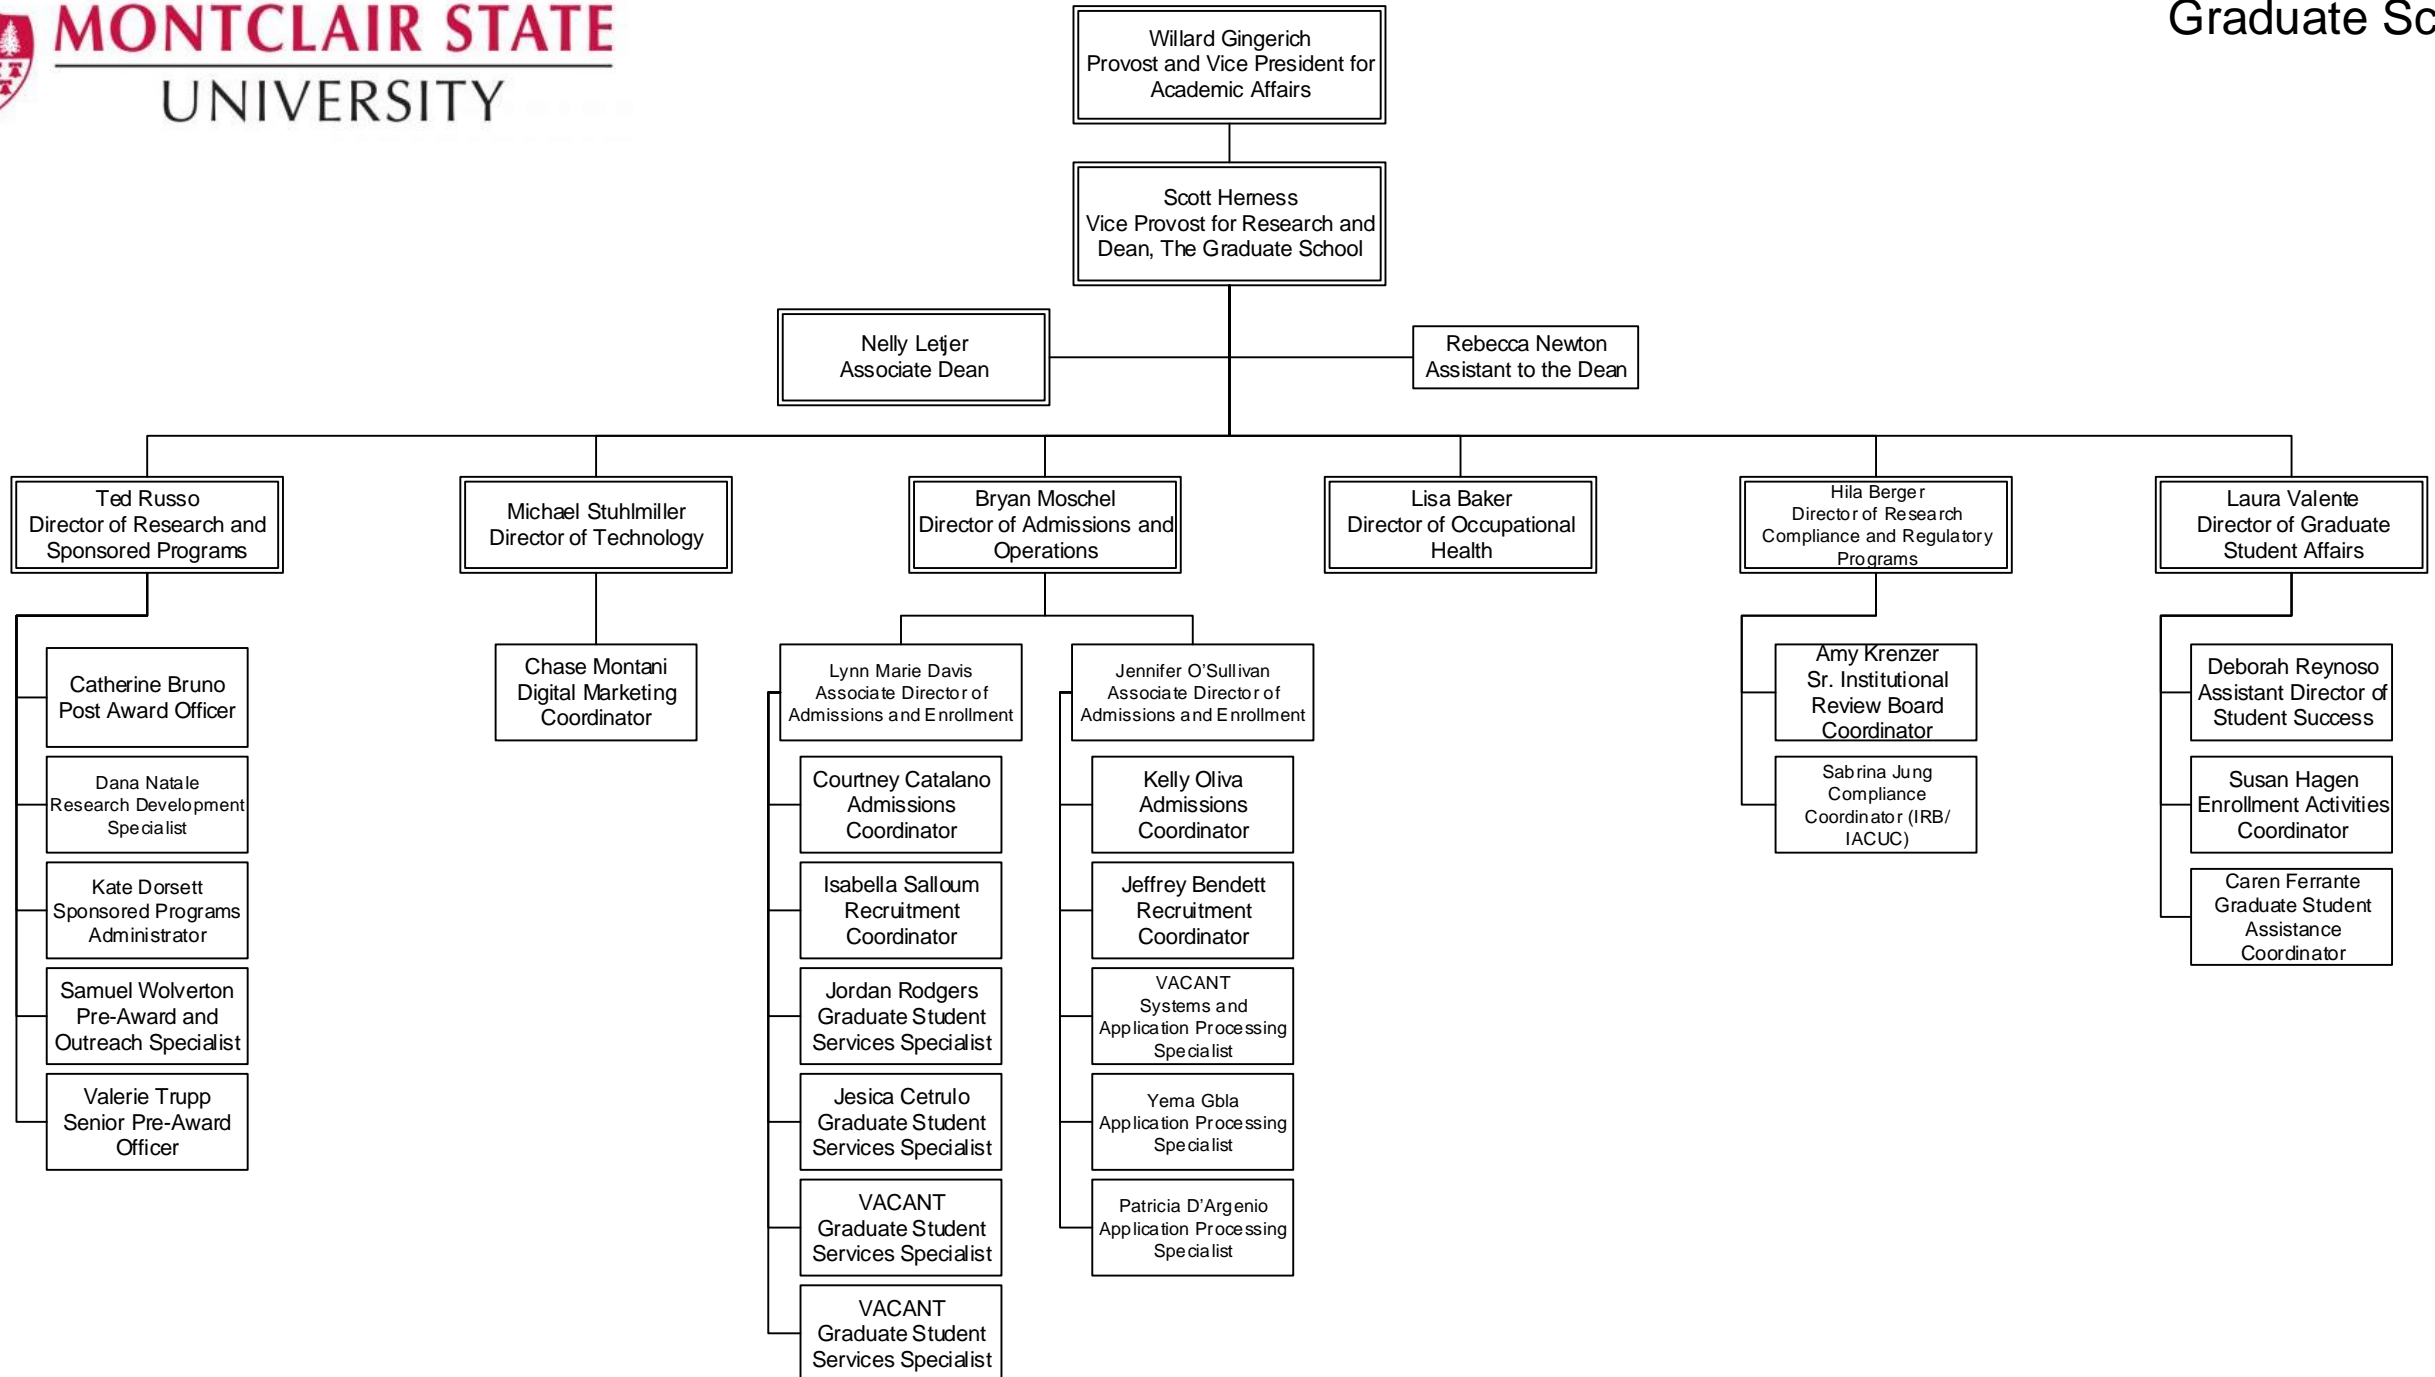 MONTCLAIR STATE
UNIVERSITY
Graduate Sc
Willard Gingerich
Provost and Vice President for
Academic Affairs
Scott Herness
Vice Provost for Research and
Dean, The Graduate School
Nelly Letjer
Associate Dean
Rebecca Newton
Assistant to the Dean
Ted Russo
Director of Research and
Sponsored Programs
Michael Stuhlmiller
Director of Technology
Bryan Moschel
Director of Admissions and
Operations
Lisa Baker
Director of Occupational
Health
Hila Berger
Director of Research
Compliance and Regulatory
Programs
Laura Valente
Director of Graduate
Student Affairs
Catherine Bruno
Post Award Officer
Dana Natale
Research Development
Specialist
Kate Dorsett
Sponsored Programs
Administrator
Samuel Wolverton
Pre-Award and
Outreach Specialist
Valerie Trupp
Senior Pre-Award
Officer
Chase Montani
Digital Marketing
Coordinator
Lynn Marie Davis
Associate Director of
Admissions and Enrollment
Courtney Catalano
Admissions
Coordinator
Isabella Salloum
Recruitment
Coordinator
Jordan Rodgers
Graduate Student
Services Specialist
Jesica Cetrulo
Graduate Student
Services Specialist
VACANT
Graduate Student
Services Specialist
VACANT
Graduate Student
Services Specialist
Jennifer O’Sullivan
Associate Director of
Admissions and Enrollment
Kelly Oliva
Admissions
Coordinator
Jeffrey Bendett
Recruitment
Coordinator
VACANT
Systems and
Application Processing
Specialist
Yema Gbla
Application Processing
Specialist
Patricia D’Argenio
Application Processing
Specialist
Amy Krenzer
Sr. Institutional
Review Board
Coordinator
Sabrina Jung
Compliance
Coordinator (IRB/
IACUC)
Deborah Reynoso
Assistant Director of
Student Success
Susan Hagen
Enrollment Activities
Coordinator
Caren Ferrante
Graduate Student
Assistance
Coordinator